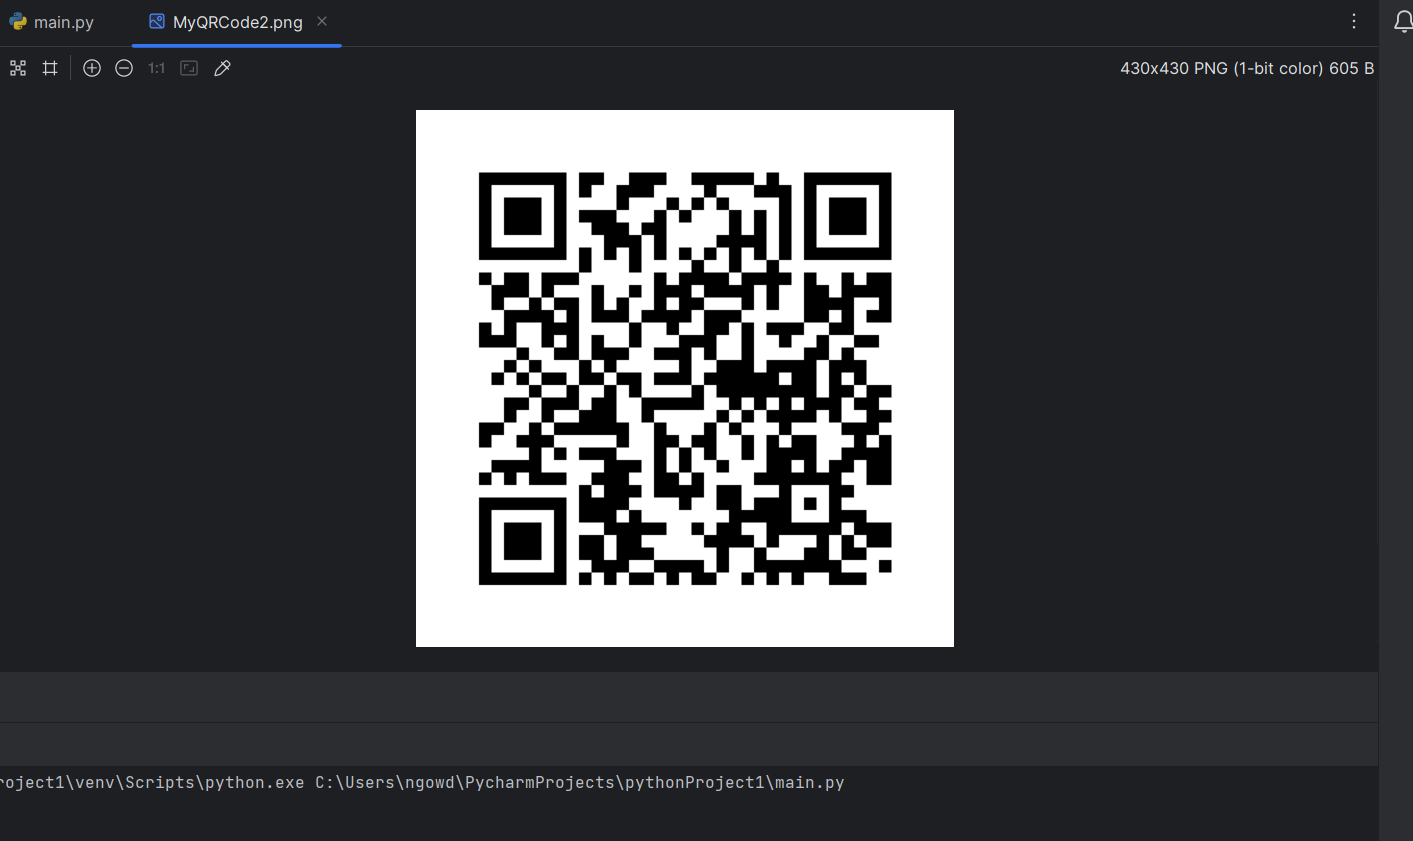 main.py
MyQRCode2.png
1:1
430x430 PNG (1-bit color) 605 B
roject1\venv\Scripts\python.exe C:\Users\ngowd\PycharmProjects\pythonProject1\main.py